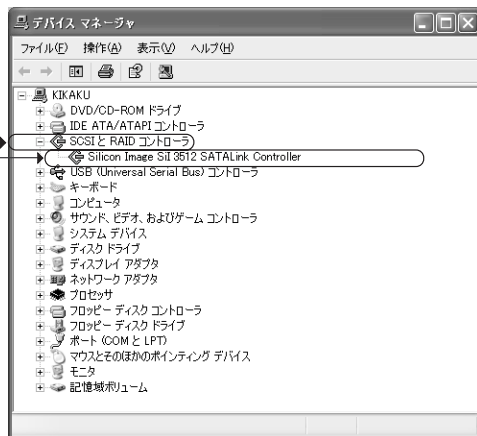 デバイス マネージャ
ファイル(F) 操作(A) 表示(V) ヘルプ(H)
KIKAKU
DVD/CD-ROM ドライブ
IDE ATA/ATAPI コントローラ
SCSI と RAID コントローラ
Silicon Image SiI 3512 SATALink Controller
USB (Universal Serial Bus) コントローラ
キーボード
コンピュータ
サウンド、ビデオ、およびゲーム コントローラ
システム デバイス
ディスク ドライブ
ディスプレイ アダプタ
ネットワーク アダプタ
プロセッサ
フロッピー ディスク コントローラ
フロッピー ディスク ドライブ
ポート (COM と LPT)
マウスとそのほかのポインティング デバイス
モニタ
記憶域ボリューム